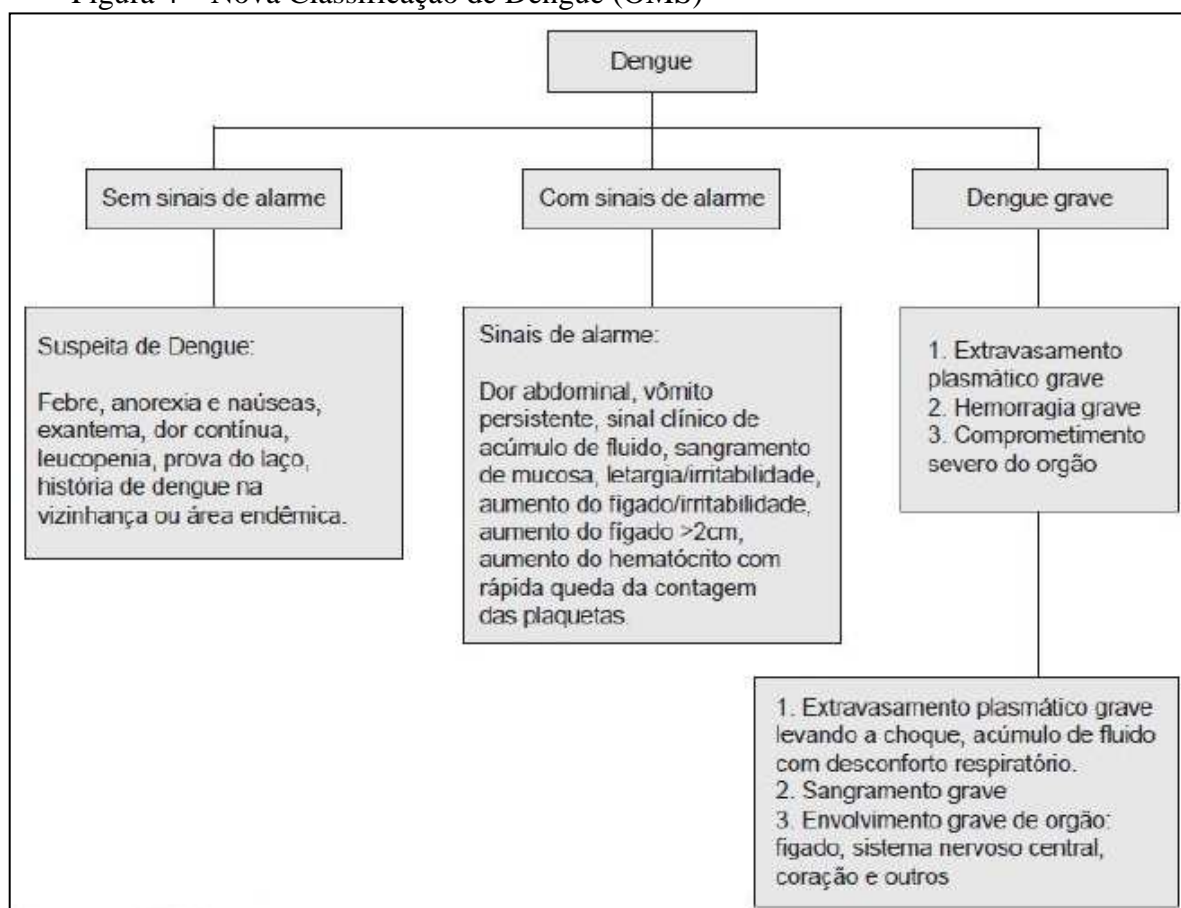 Figura 4 – Nova Classificação de Dengue (OMS)
Dengue
Sem sinais de alarme
Com sinais de alarme
Dengue grave
Suspeita de Dengue:
Febre, anorexia e naúseas,
exantema, dor contínua,
leucopenia, prova do laço,
história de dengue na
vizinhança ou área endêmica.
Sinais de alarme:
Dor abdominal, vômito
persistente, sinal clínico de
acúmulo de fluido, sangramento
de mucosa, letargia/irritabilidade,
aumento do fígado/irritabilidade,
aumento do fígado >2cm,
aumento do hematócrito com
rápida queda da contagem
das plaquetas
1. Extravasamento
plasmático grave
2. Hemorragia grave
3. Comprometimento
severo do orgão
1. Extravasamento plasmático grave
levando a choque, acúmulo de fluido
com desconforto respiratório.
2. Sangramento grave
3. Envolvimento grave de orgão:
figado, sistema nervoso central,
coração e outros